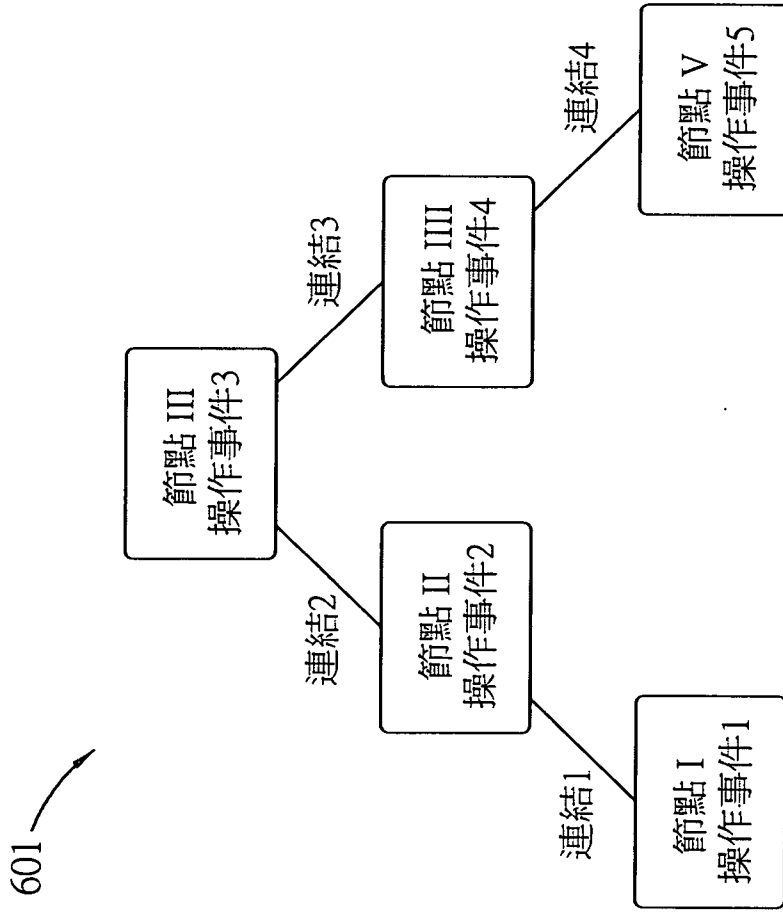 601
節點 III
操作事件3
連結2
連結3
節點 II
操作事件2
節點 IIII
操作事件4
連結1
連結4
節點 I
操作事件1
節點 V
操作事件5